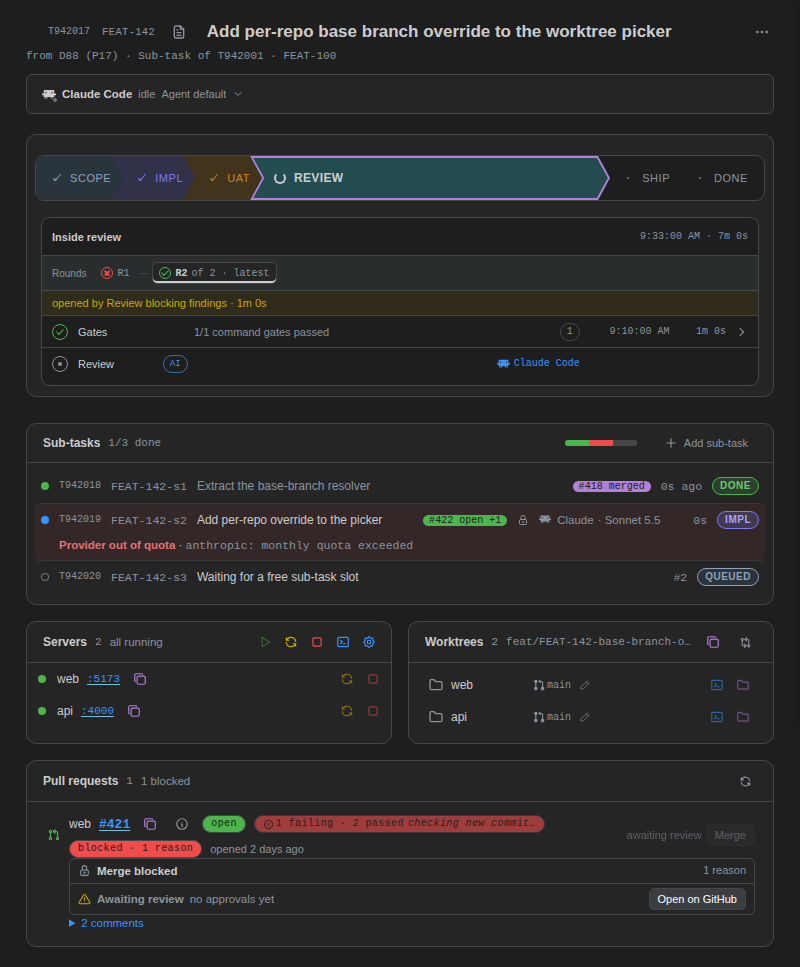 T942017 FEAT-142 Add per-repo base branch override to the worktree picker
from D88 (P17) · Sub-task of T942001 · FEAT-100
Claude Code idle Agent default
SCOPE IMPL UAT REVIEW SHIP DONE
Inside review 9:33:00 AM · 7m 0s
Rounds R1 — R2 of 2 · latest
opened by Review blocking findings · 1m 0s
Gates 1/1 command gates passed 1 9:10:00 AM 1m 0s
Review AI Claude Code
Sub-tasks 1/3 done Add sub-task
T942018 FEAT-142-s1 Extract the base-branch resolver #418 merged 0s ago DONE
T942019 FEAT-142-s2 Add per-repo override to the picker #422 open +1 Claude · Sonnet 5.5 0s IMPL
Provider out of quota · anthropic: monthly quota exceeded
T942020 FEAT-142-s3 Waiting for a free sub-task slot #2 QUEUED
Servers 2 all running
web :5173
api :4000
Worktrees 2 feat/FEAT-142-base-branch-o…
web main
api main
Pull requests 1 1 blocked
web #421 open 1 failing · 2 passed checking new commit…
blocked · 1 reason opened 2 days ago
awaiting review Merge
Merge blocked 1 reason
Awaiting review no approvals yet Open on GitHub
2 comments